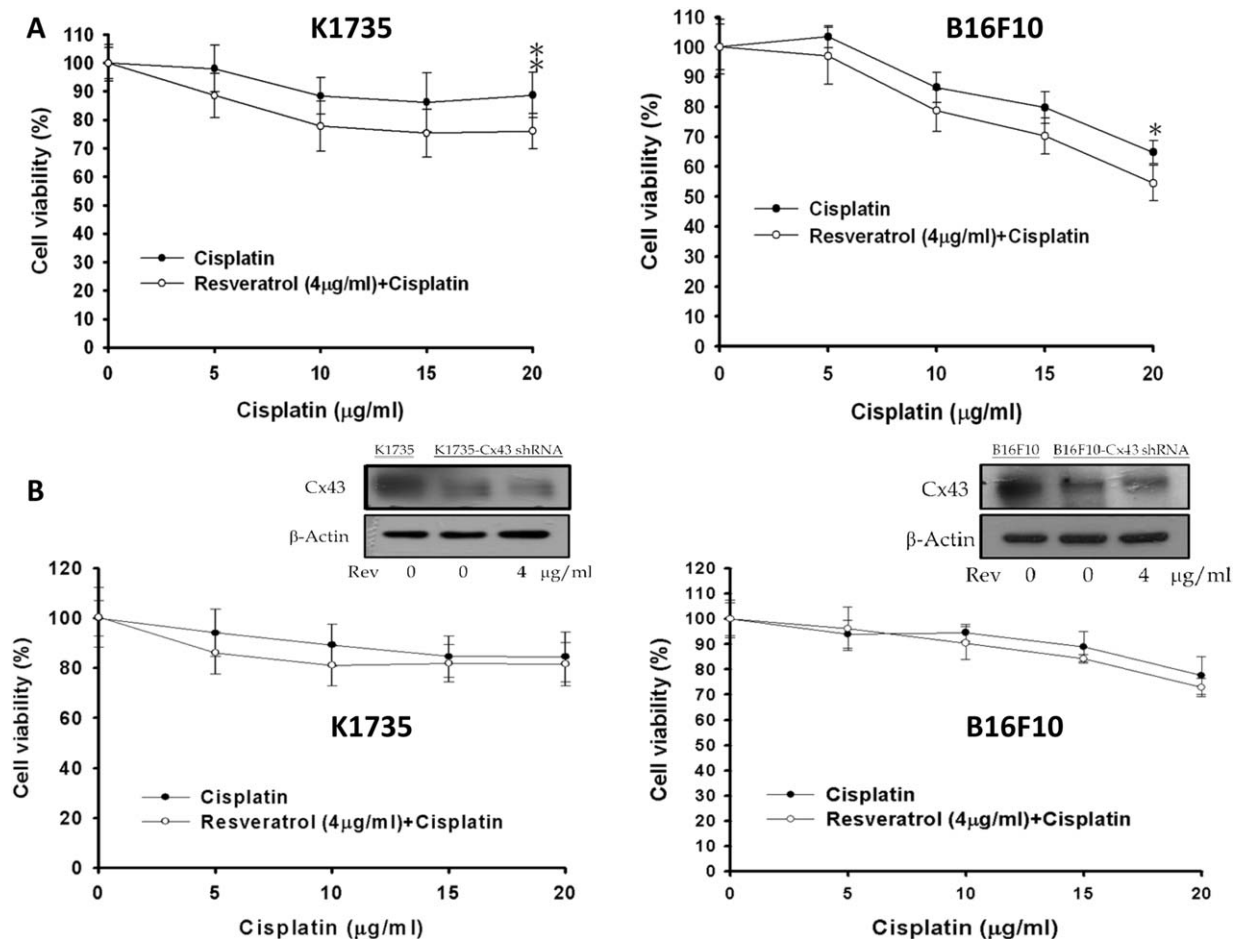 A
K1735
Cell viability (%)
110
100
90
80
70
60
50
40
30
20
10
0
**
Cisplatin
Resveratrol (4μg/ml)+Cisplatin
0 5 10 15 20
Cisplatin (μg/ml)
B16F10
Cell viability (%)
110
100
90
80
70
60
50
40
30
20
10
0
*
Cisplatin
Resveratrol (4μg/ml)+Cisplatin
0 5 10 15 20
Cisplatin (μg/ml)
B
K1735 K1735-Cx43 shRNA
Cx43
β-Actin
Rev 0 0 4 μg/ml
Cell viability (%)
120
100
80
60
40
20
0
K1735
Cisplatin
Resveratrol (4μg/ml)+Cisplatin
0 5 10 15 20
Cisplatin (μg/ml)
B16F10 B16F10-Cx43 shRNA
Cx43
β-Actin
Rev 0 0 4 μg/ml
Cell viability (%)
120
110
100
90
80
70
60
50
40
30
20
10
0
B16F10
Cisplatin
Resveratrol (4μg/ml)+Cisplatin
0 5 10 15 20
Cisplatin (μg/ml)